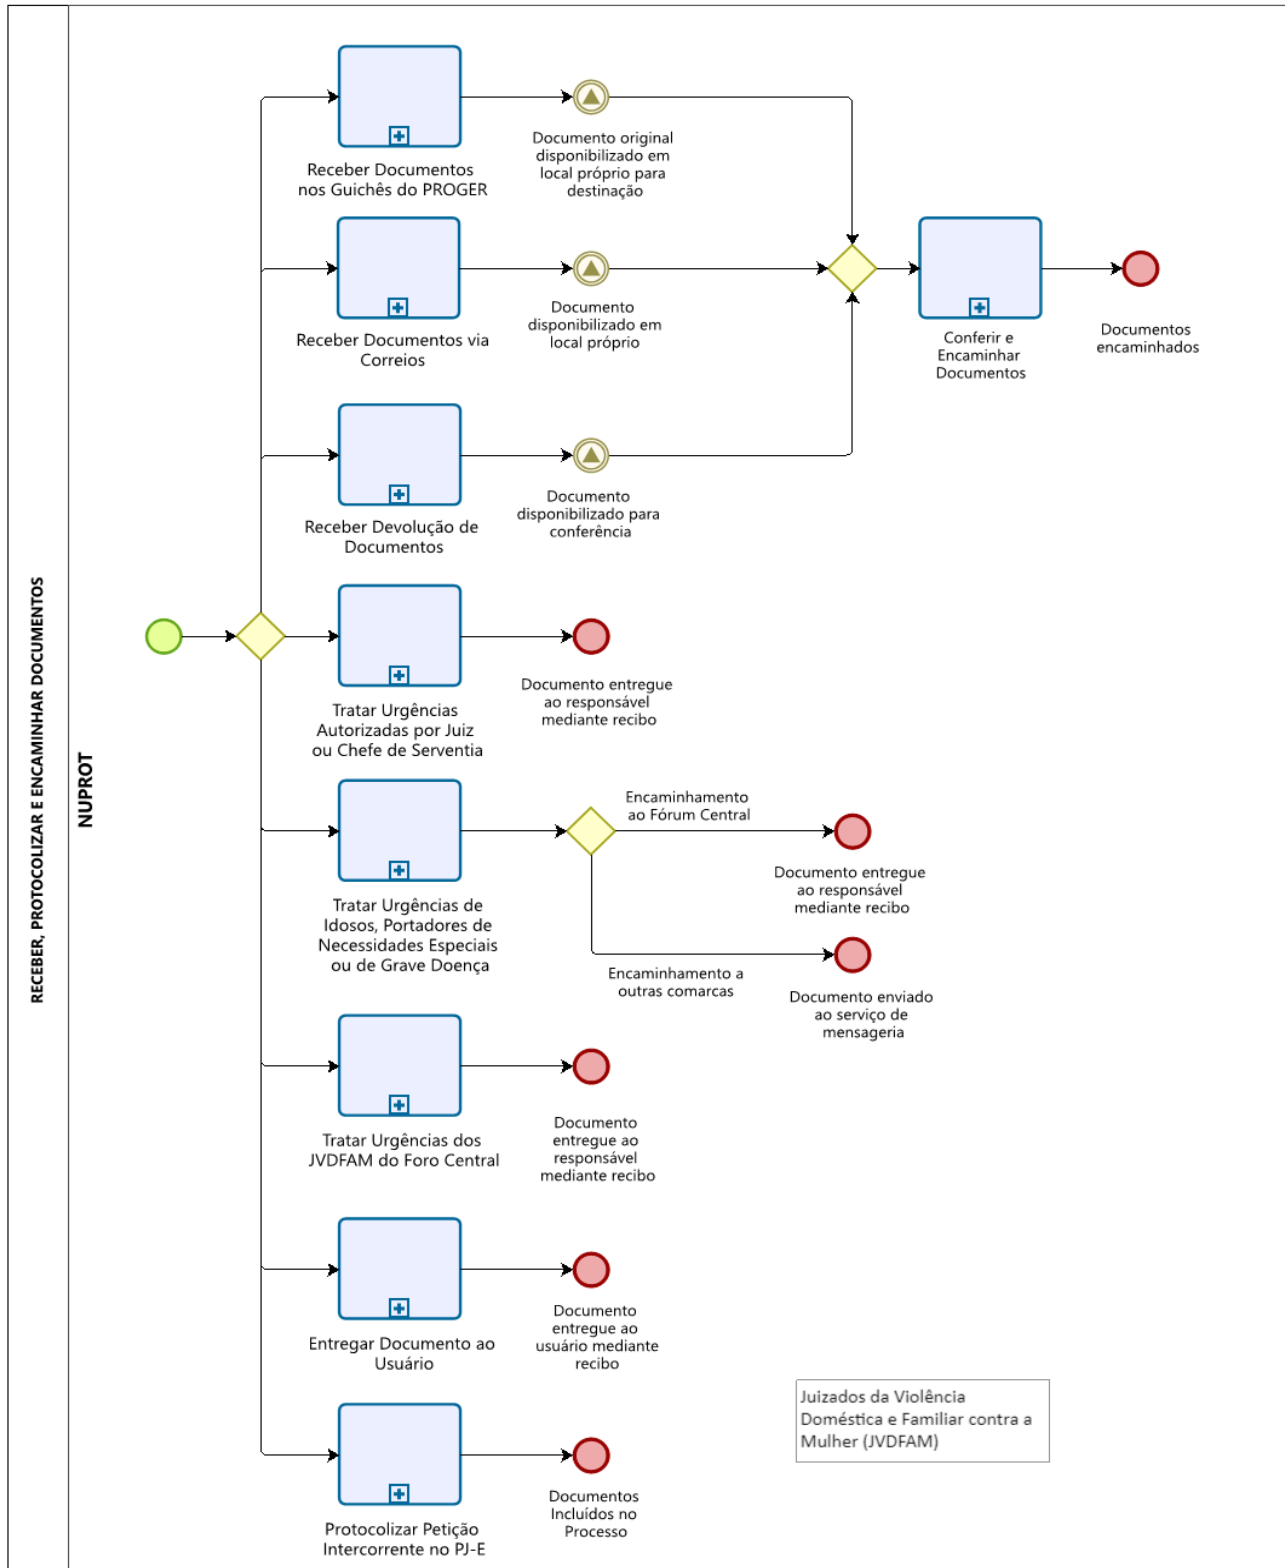 RECEBER, PROTOCOLIZAR E ENCAMINHAR DOCUMENTOS
NUPROT
Receber Documentos
nos Guichês do PROGER
Documento original
disponibilizado em
local próprio para
destinação
Receber Documentos via
Correios
Documento
disponibilizado em
local próprio
Conferir e
Encaminhar
Documentos
Documentos
encaminhados
Receber Devolução de
Documentos
Documento
disponibilizado para
conferência
Tratar Urgências
Autorizadas por Juiz
ou Chefe de Serventia
Documento entregue
ao responsável
mediante recibo
Tratar Urgências de
Idosos, Portadores de
Necessidades Especiais
ou de Grave Doença
Encaminhamento
ao Fórum Central
Documento entregue
ao responsável
mediante recibo
Encaminhamento a
outras comarcas
Documento enviado
ao serviço de
mensageria
Tratar Urgências dos
JVDFAM do Foro Central
Documento
entregue ao
responsável
mediante recibo
Entregar Documento ao
Usuário
Documento
entregue ao
usuário mediante
recibo
Juizados da Violência
Doméstica e Familiar contra a
Mulher (JVDFAM)
Protocolizar Petição
Intercorrente no PJ-E
Documentos
Incluídos no
Processo